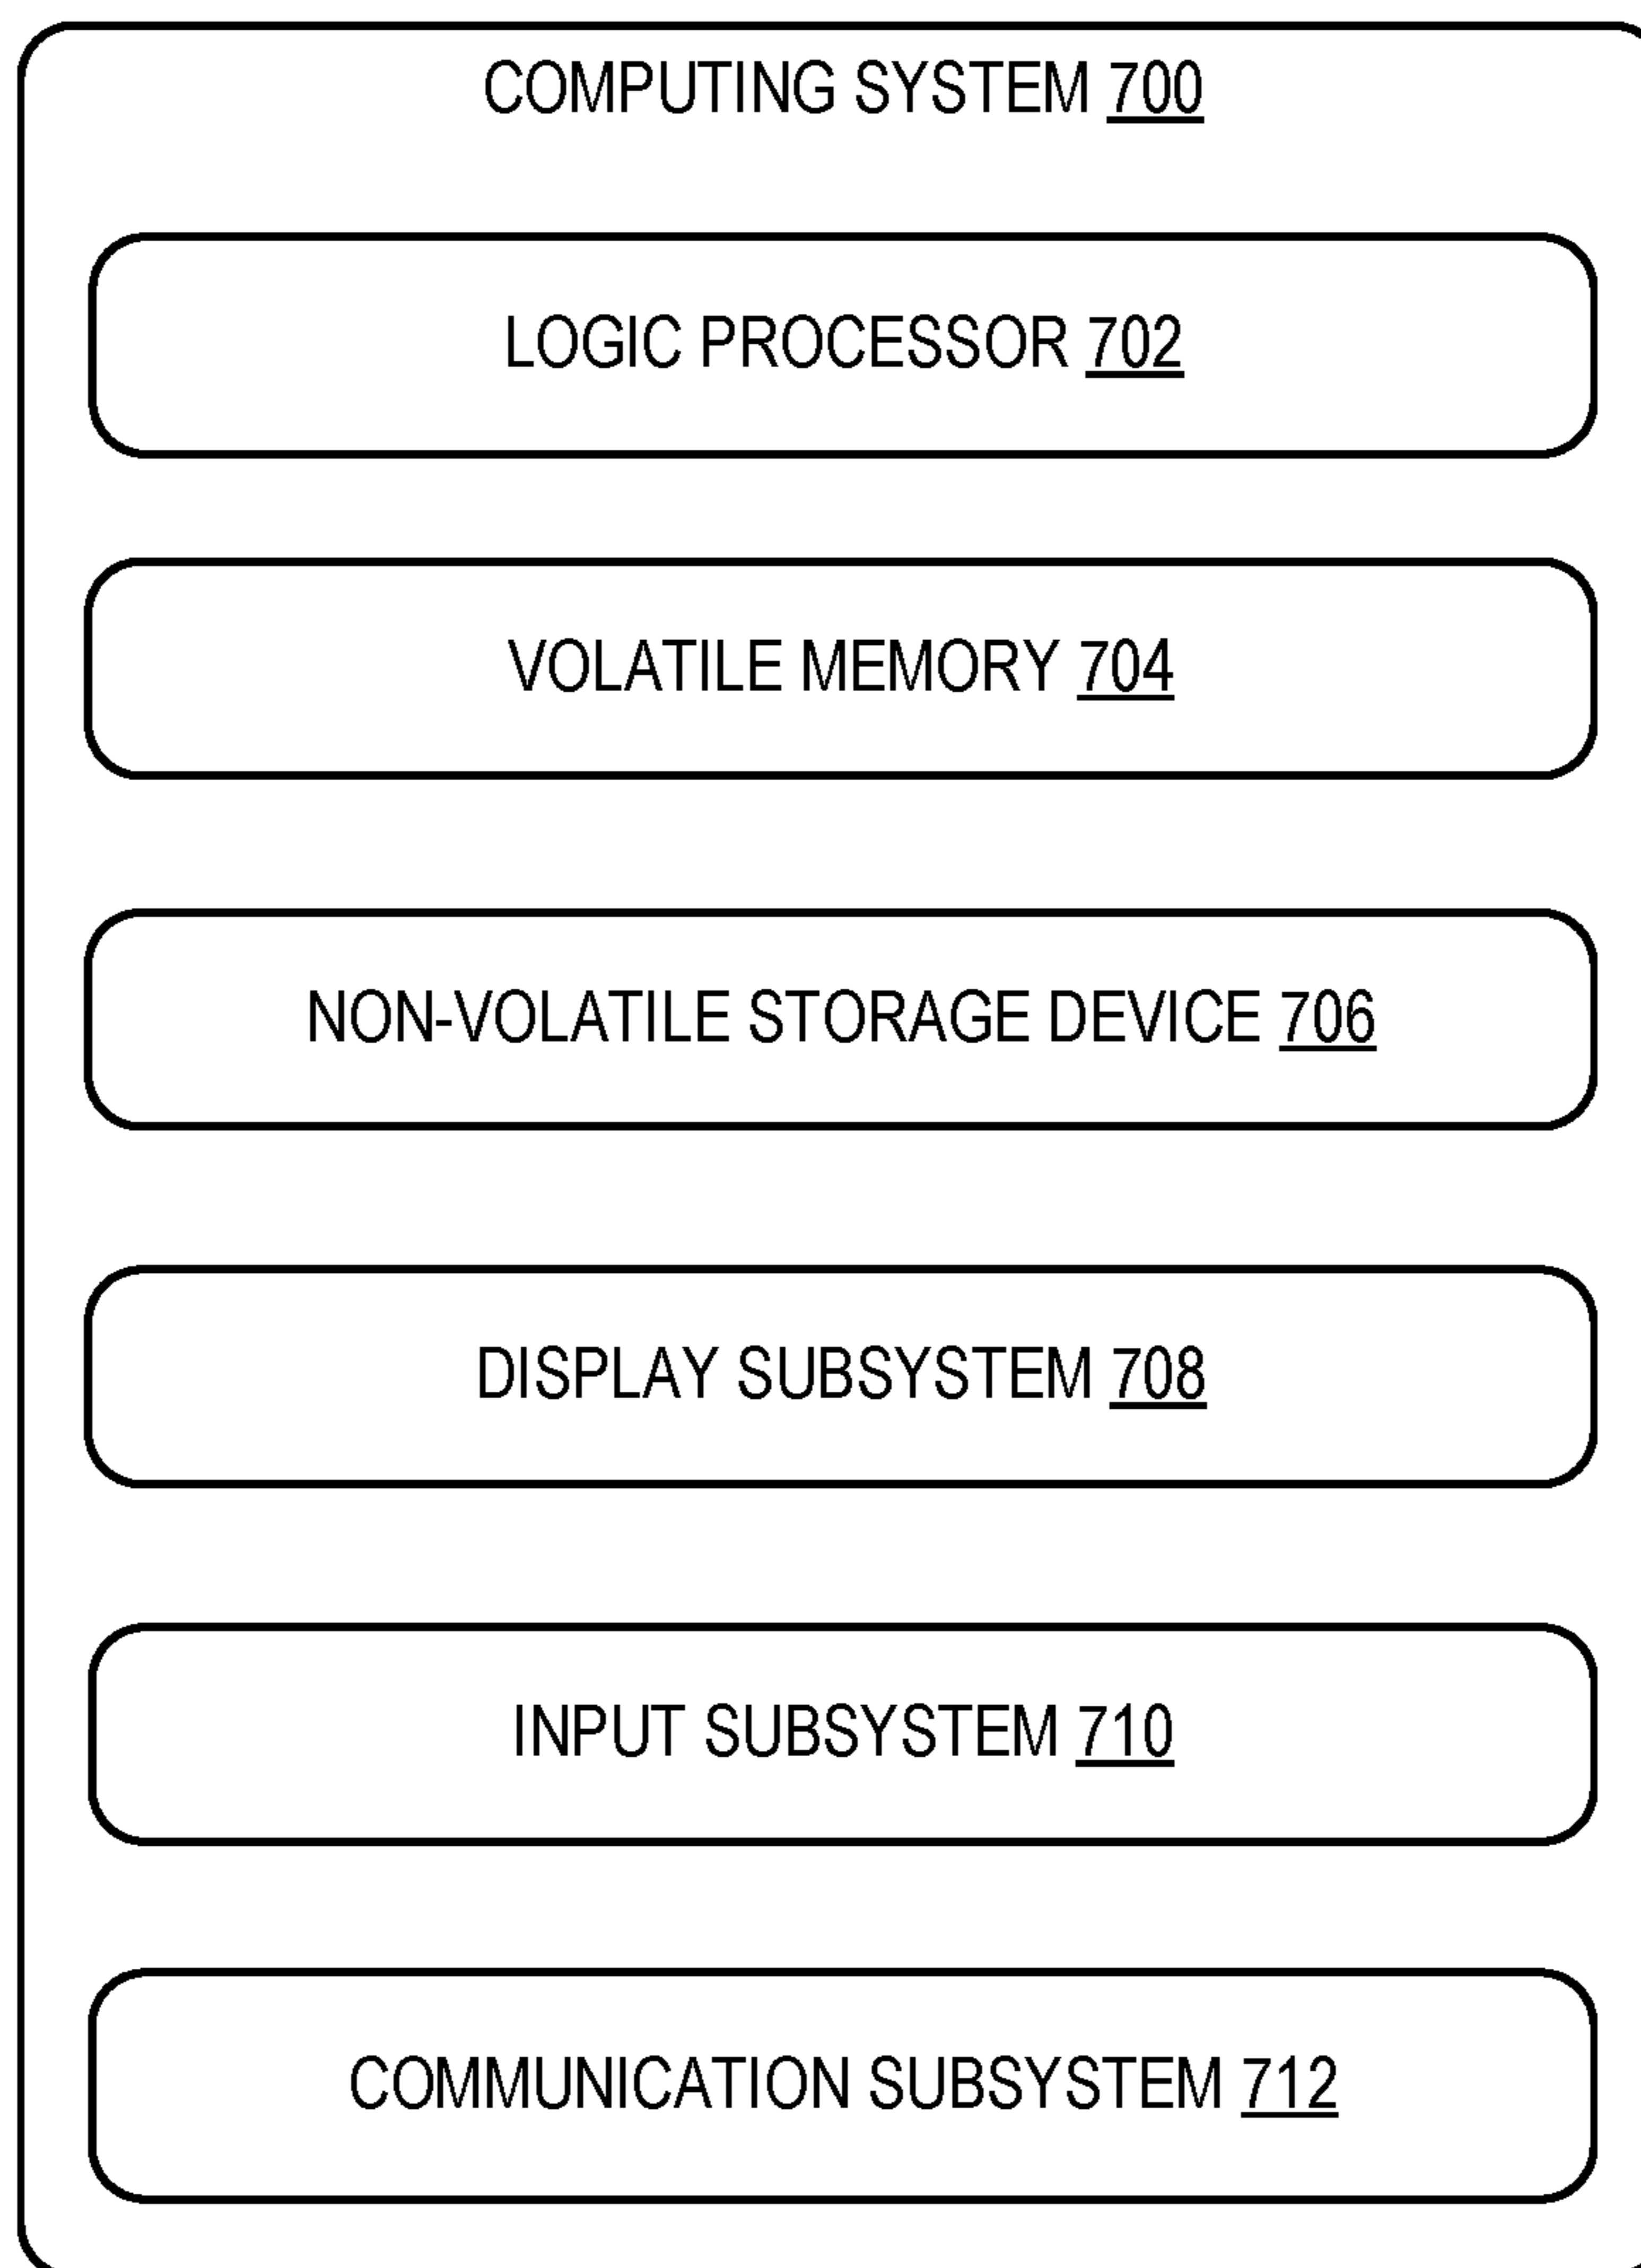 COMPUTING SYSTEM 700
LOGIC PROCESSOR 702
VOLATILE MEMORY 704
NON-VOLATILE STORAGE DEVICE 706
DISPLAY SUBSYSTEM 708
INPUT SUBSYSTEM 710
COMMUNICATION SUBSYSTEM 712